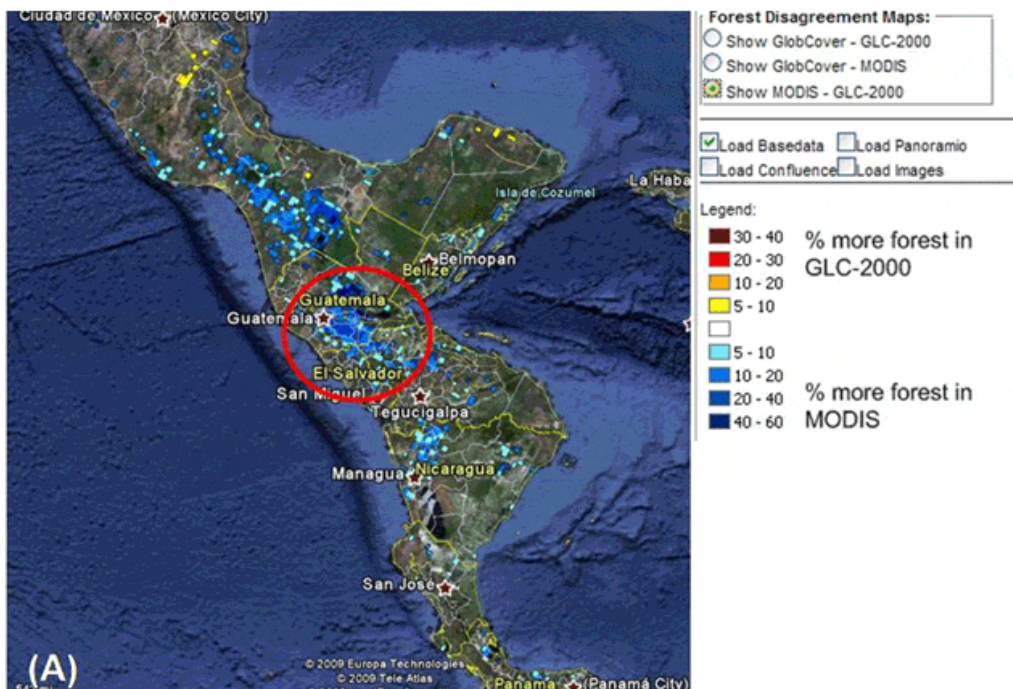 Ciudad de México (Mexico City)
Isla de Cozumel
La Haba
Belmopan
Belize
Guatemala
Guatemala
El Salvador
San Miguel
Tegucigalpa
Managua
Nicaragua
San José
© 2009 Europa Technologies
© 2009 Tele Atlas
(A)
(Panama
(Panamá City)
Forest Disagreement Maps:
Show GlobCover - GLC-2000
Show GlobCover - MODIS
Show MODIS - GLC-2000
Load Basedata Load Panoramio
Load Confluence Load Images
Legend:
30 - 40
20 - 30
10 - 20
5 - 10
% more forest in
GLC-2000
5 - 10
10 - 20
20 - 40
40 - 60
% more forest in
MODIS